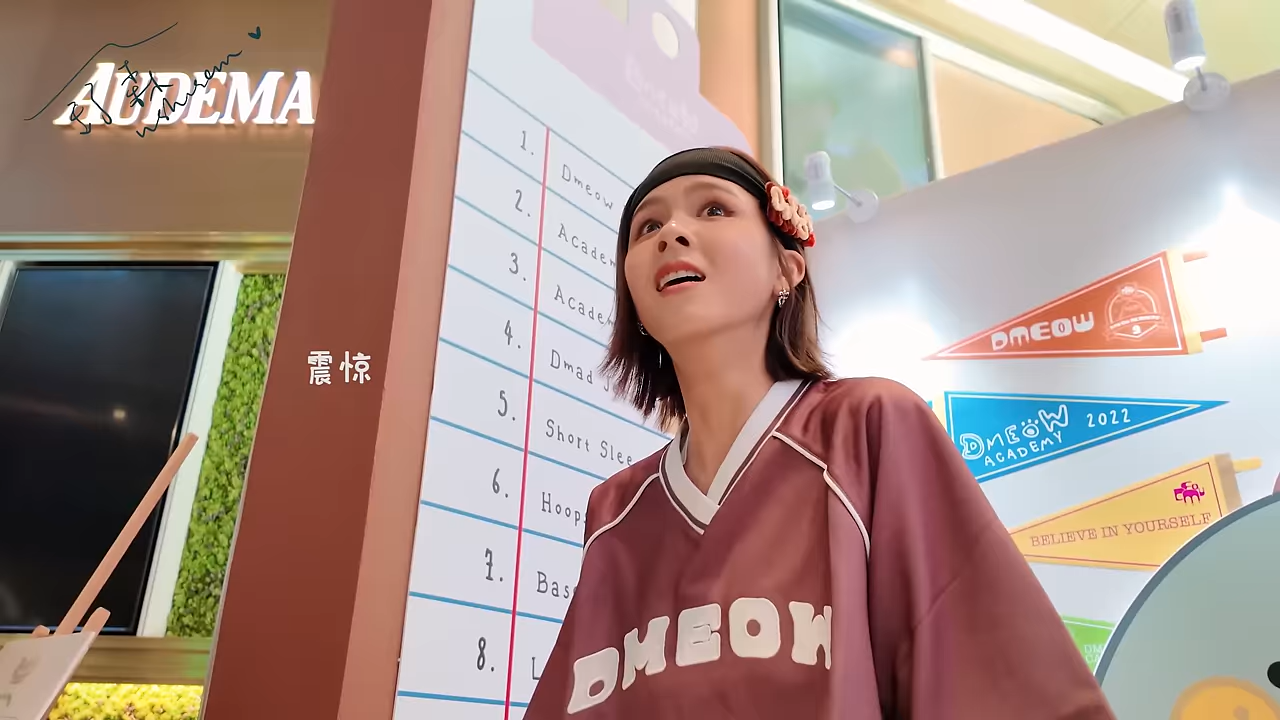 AUDEMA
震惊
1. Dmeow
2. Academ
3. Academ
4. Dmad J
5. Short Slee
6. Hoop
7. Bas
8. L
DMEOW
DMEOW
DMEOW
ACADEMY
2022
BELIEVE IN YOURSELF